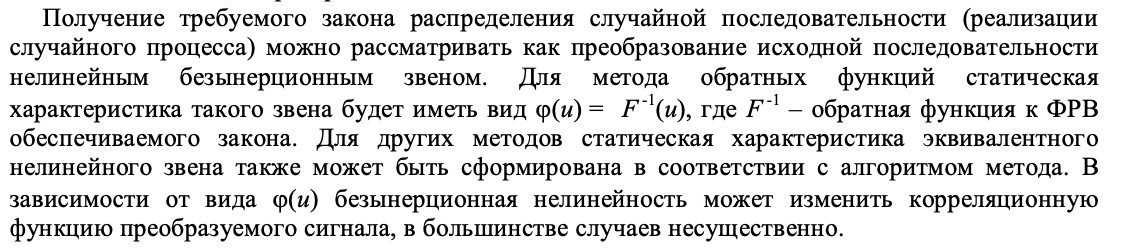 Получение требуемого закона распределения случайной последовательности (реализации
случайного процесса) можно рассматривать как преобразование исходной последовательности
нелинейным безынерционным звеном. Для метода обратных функций статическая
характеристика такого звена будет иметь вид φ(u) = F⁻¹(u), где F⁻¹ – обратная функция к ФРВ
обеспечиваемого закона. Для других методов статическая характеристика эквивалентного
нелинейного звена также может быть сформирована в соответствии с алгоритмом метода. В
зависимости от вида φ(u) безынерционная нелинейность может изменить корреляционную
функцию преобразуемого сигнала, в большинстве случаев несущественно.